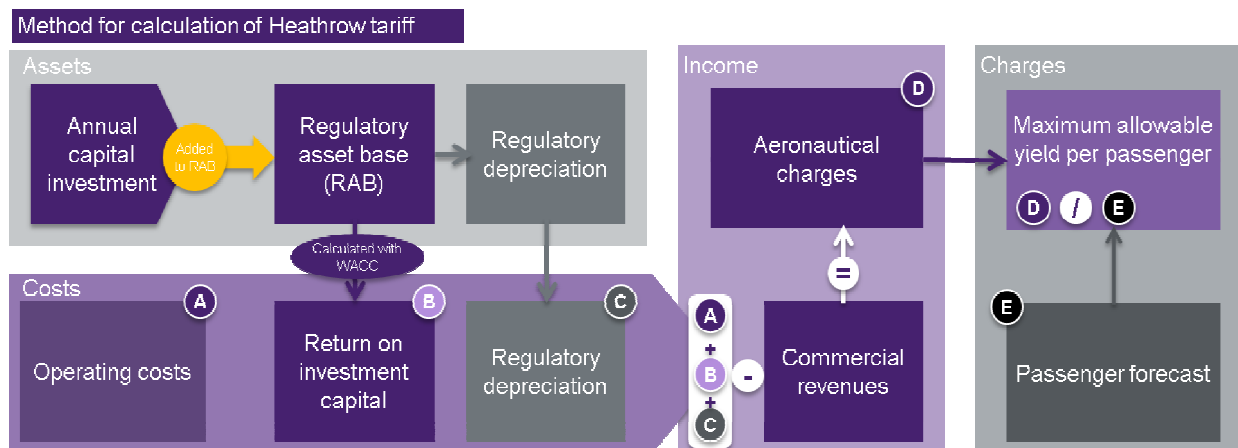 Method for calculation of Heathrow tariff
Assets
Annual
capital
investment
Added
to RAB
Regulatory
asset base
(RAB)
Regulatory
depreciation
Calculated with
WACC
Costs
A
Operating costs
B
Return on
investment
capital
C
Regulatory
depreciation
A
+
B
+
C
-
Income
D
Aeronautical
charges
=
Commercial
revenues
Charges
Maximum allowable
yield per passenger
D / E
E
Passenger forecast